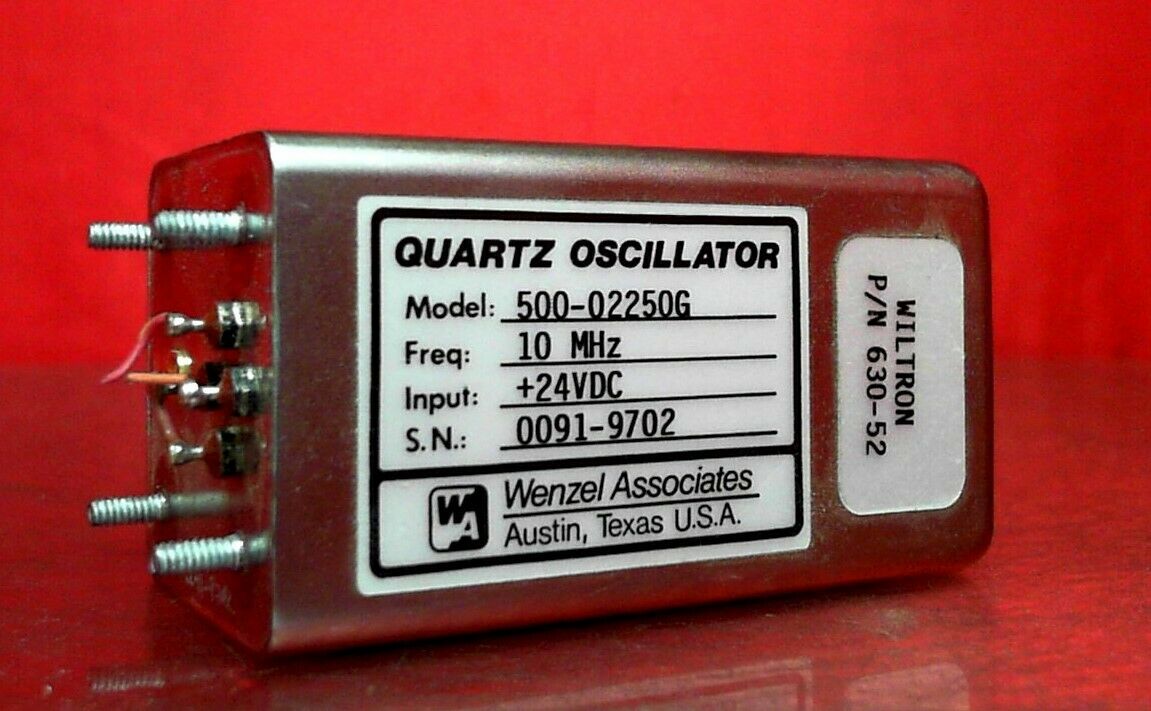 QUARTZ OSCILLATOR
Model: 500-02250G
Freq: 10 MHz
Input: +24VDC
S.N.: 0091-9702
WA
Wenzel Associates
Austin, Texas U.S.A.
WILTRON
P/N 630-52